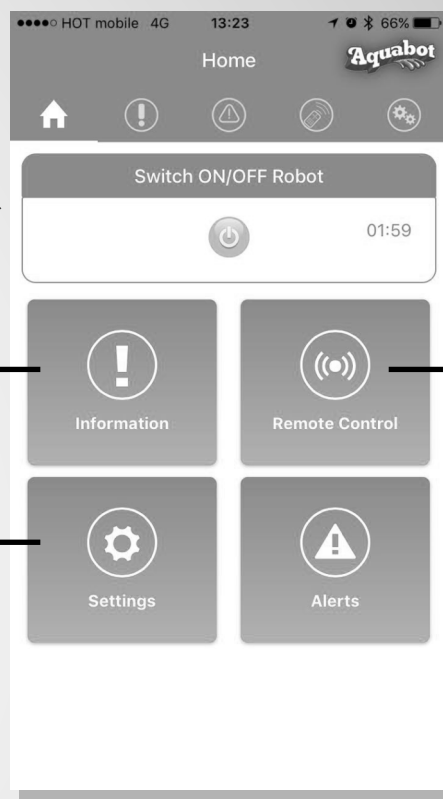 HOT mobile 4G 13:23 66%
Home Aquabot
Switch ON/OFF Robot
01:59
Information Remote Control
Settings Alerts